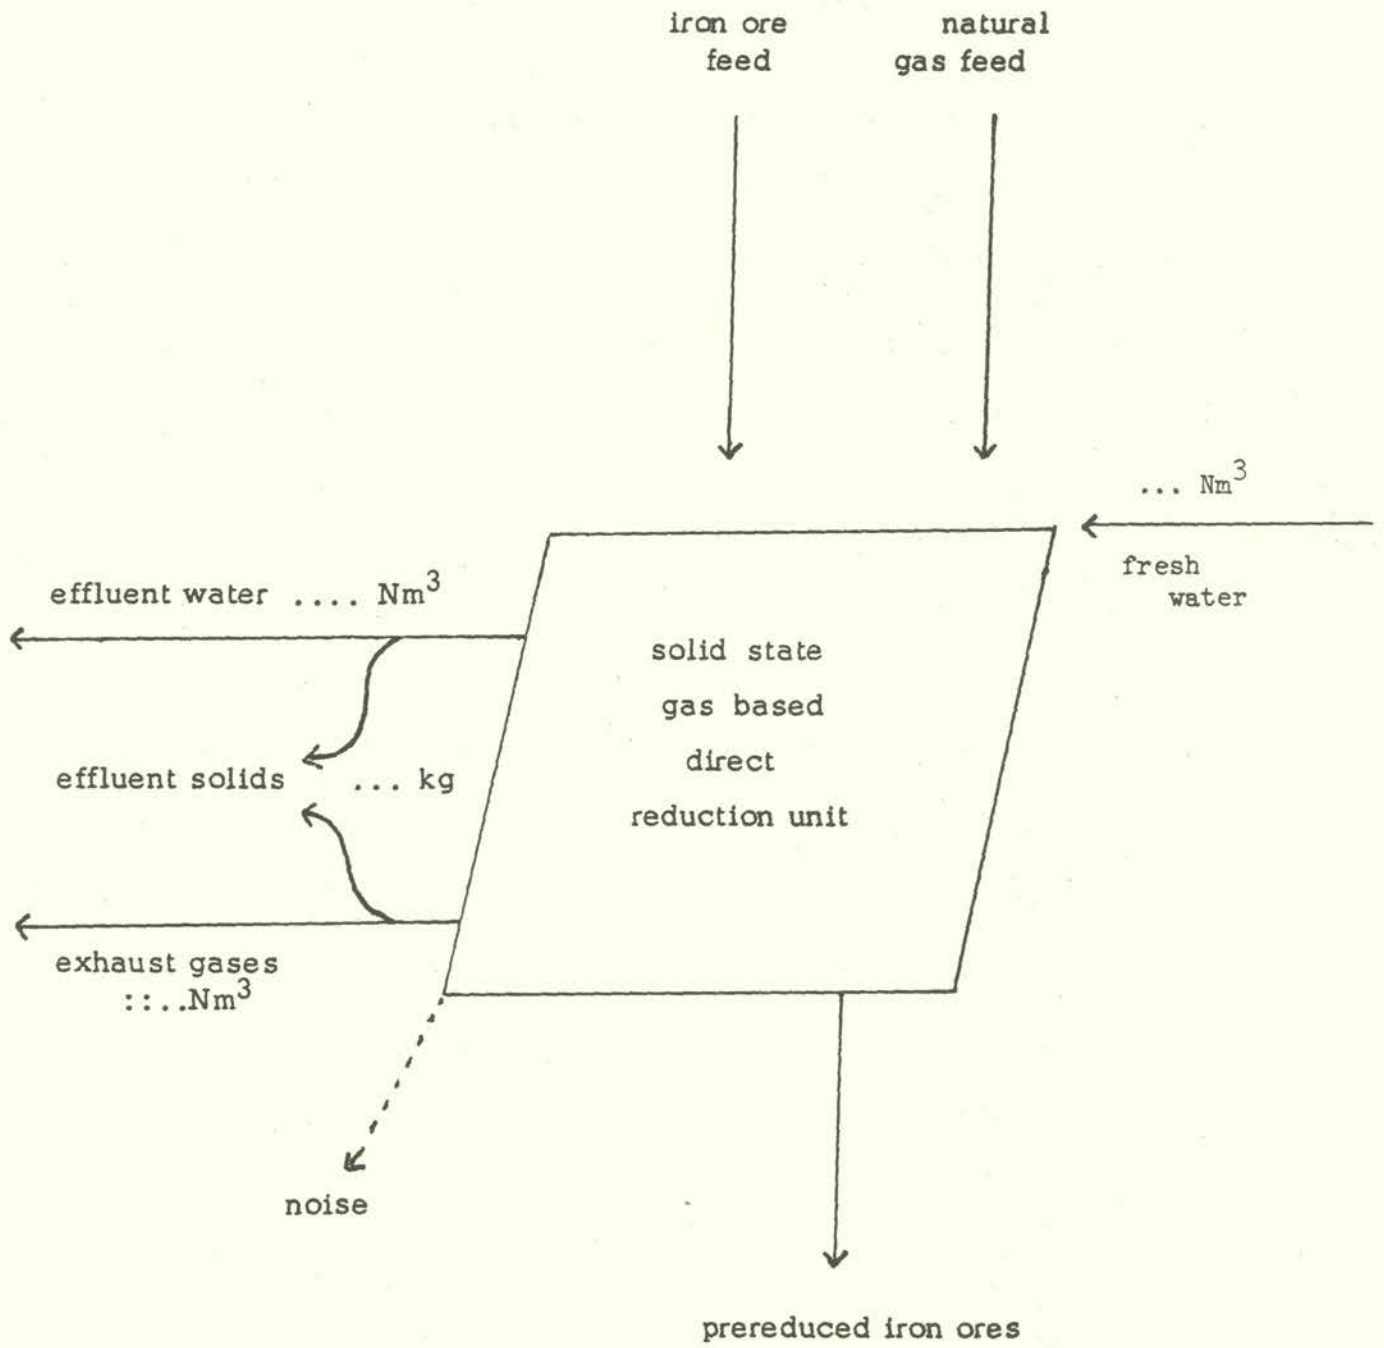 iron ore
feed
natural
gas feed
... Nm³
fresh
water
effluent water .... Nm³
solid state
gas based
direct
reduction unit
effluent solids ... kg
exhaust gases
::..Nm³
noise
prereduced iron ores